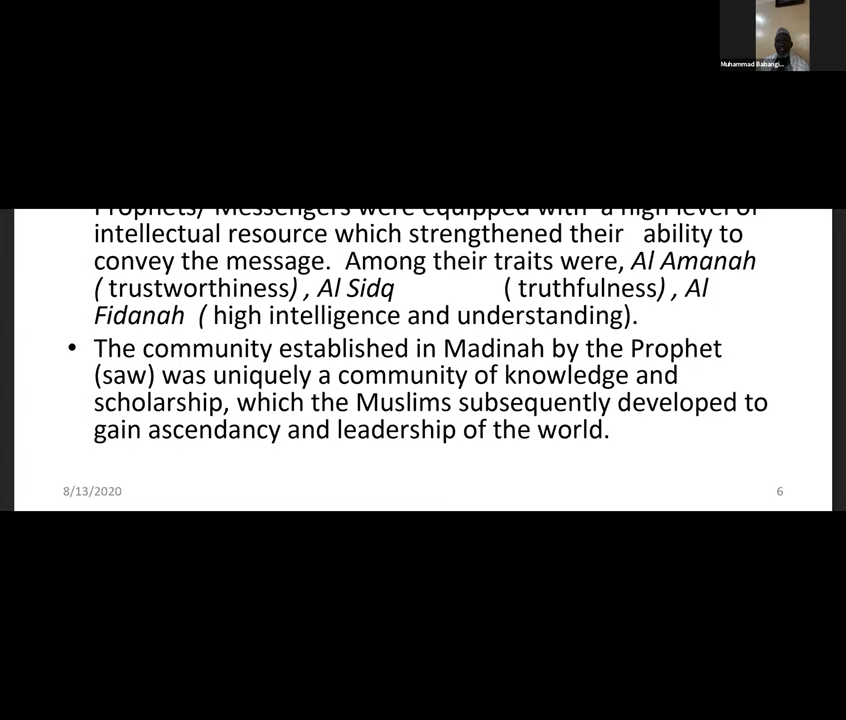 Muhammad Babangi...
Prophets/ Messengers were equipped with a high level of
intellectual resource which strengthened their ability to
convey the message. Among their traits were, Al Amanah
( trustworthiness) , Al Sidq ( truthfulness) , Al
Fidanah ( high intelligence and understanding).
• The community established in Madinah by the Prophet
(saw) was uniquely a community of knowledge and
scholarship, which the Muslims subsequently developed to
gain ascendancy and leadership of the world.
8/13/2020 6